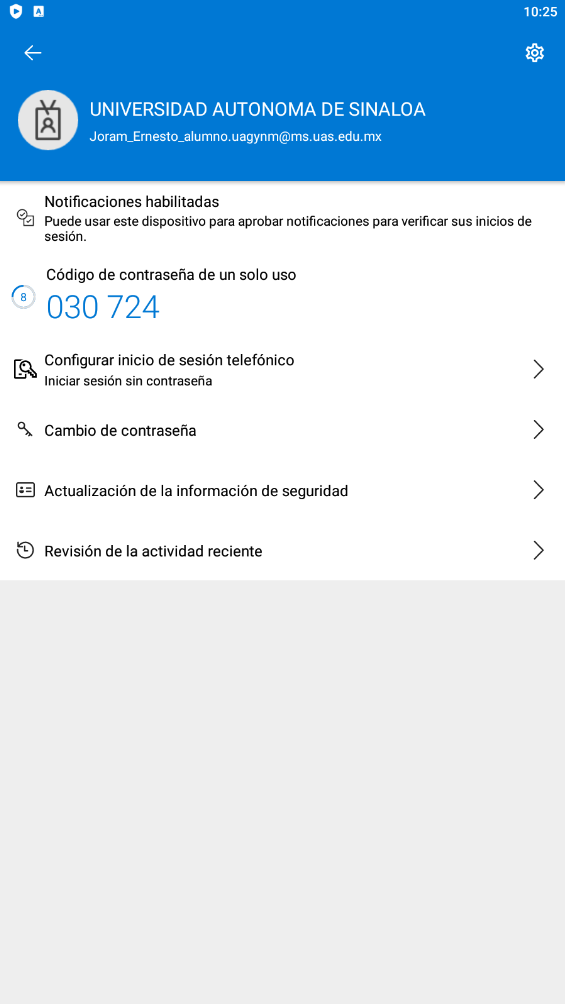 10:25
UNIVERSIDAD AUTONOMA DE SINALOA
Joram_Ernesto_alumno.uagynm@ms.uas.edu.mx
Notificaciones habilitadas
Puede usar este dispositivo para aprobar notificaciones para verificar sus inicios de
sesión.
Código de contraseña de un solo uso
8
030 724
Configurar inicio de sesión telefónico
Iniciar sesión sin contraseña
Cambio de contraseña
Actualización de la información de seguridad
Revisión de la actividad reciente